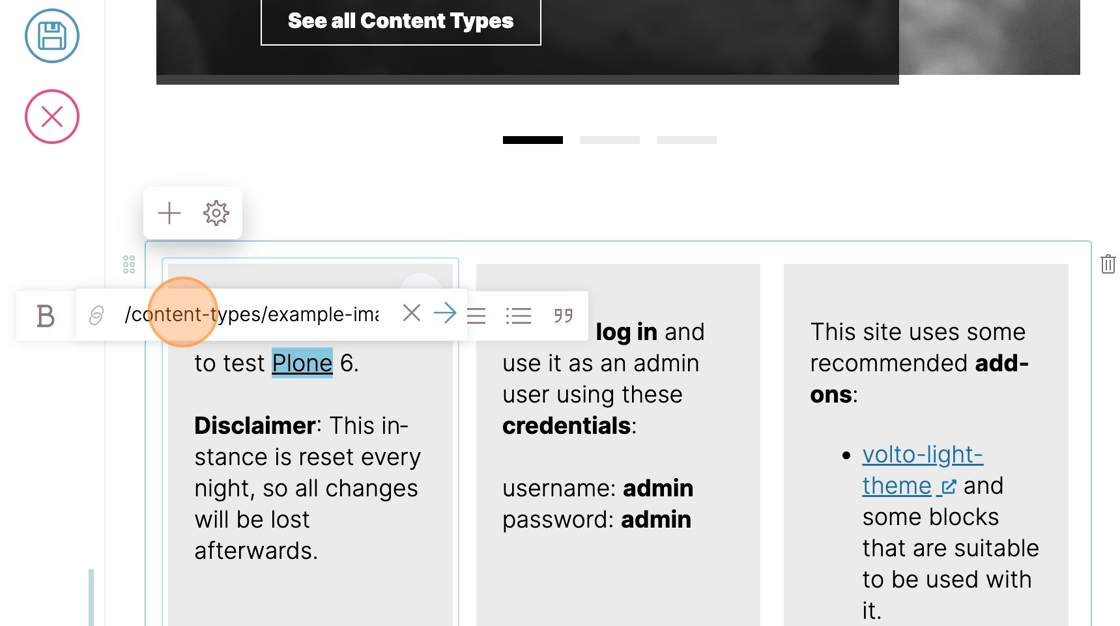 See all Content Types
B
/content-types/example-ima
to test Plone 6.
Disclaimer: This in-
stance is reset every
night, so all changes
will be lost
afterwards.
log in and
use it as an admin
user using these
credentials:
username: admin
password: admin
This site uses some
recommended add-
ons:
volto-light-
theme and
some blocks
that are suitable
to be used with
it.